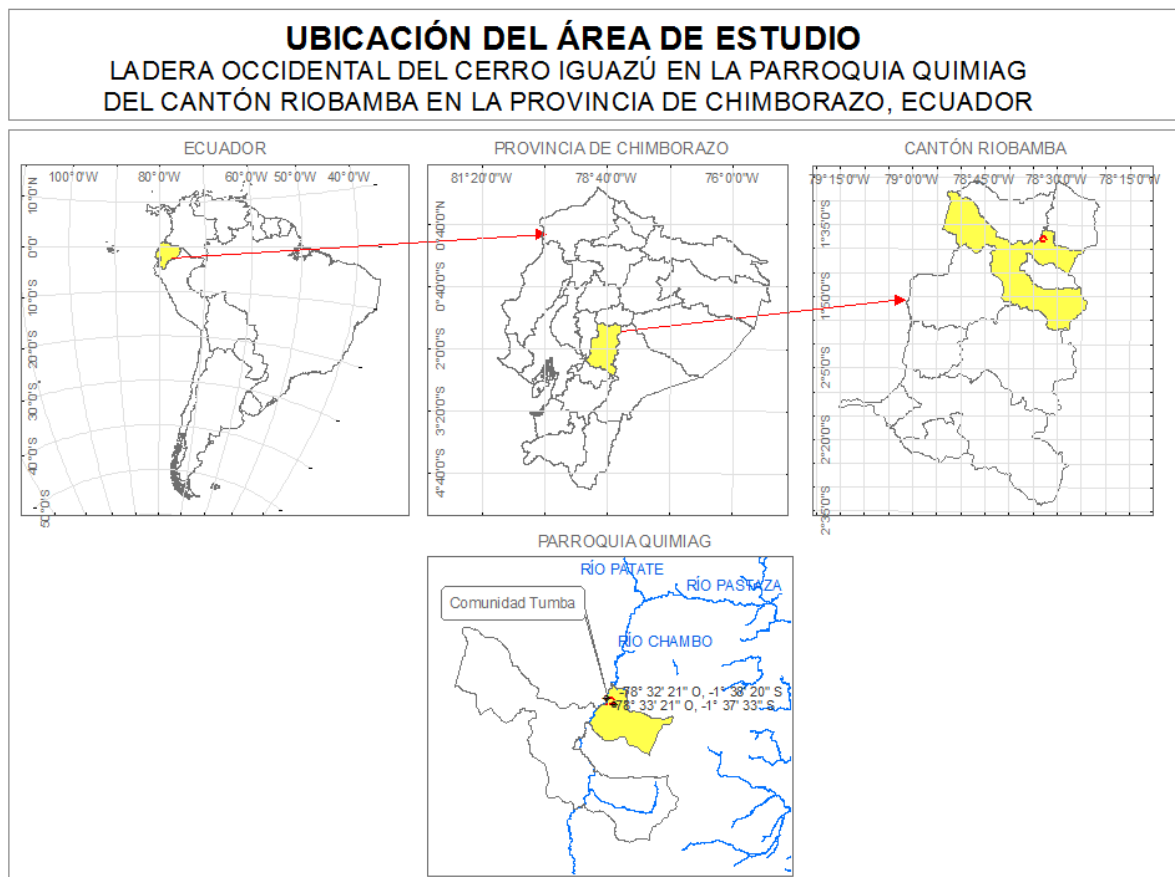 UBICACIÓN DEL ÁREA DE ESTUDIO
LADERA OCCIDENTAL DEL CERRO IGUAZÚ EN LA PARROQUIA QUIMIAG
DEL CANTÓN RIOBAMBA EN LA PROVINCIA DE CHIMBORAZO, ECUADOR
ECUADOR
100°0'W
80°0'W
60°0'W
40°0'W
10°0'N
0°0'
10°0'S
20°0'S
30°0'S
40°0'S
50°0'S
PROVINCIA DE CHIMBORAZO
81°20'0"W
78°40'0"W
76°0'0"W
0°40'0"N
0°40'0"S
2°0'0"S
3°20'0"S
4°40'0"S
CANTÓN RIOBAMBA
79°15'0"W
79°0'0"W
78°45'0"W
78°30'0"W
78°15'0"W
1°35'0"S
1°50'0"S
2°5'0"S
2°20'0"S
2°35'0"S
PARROQUIA QUIMIAG
RÍO PATATE
RÍO PASTAZA
Comunidad Tumba
RÍO CHAMBO
-78° 32' 21" O, -1° 38' 20" S
-78° 33' 21" O, -1° 37' 33" S